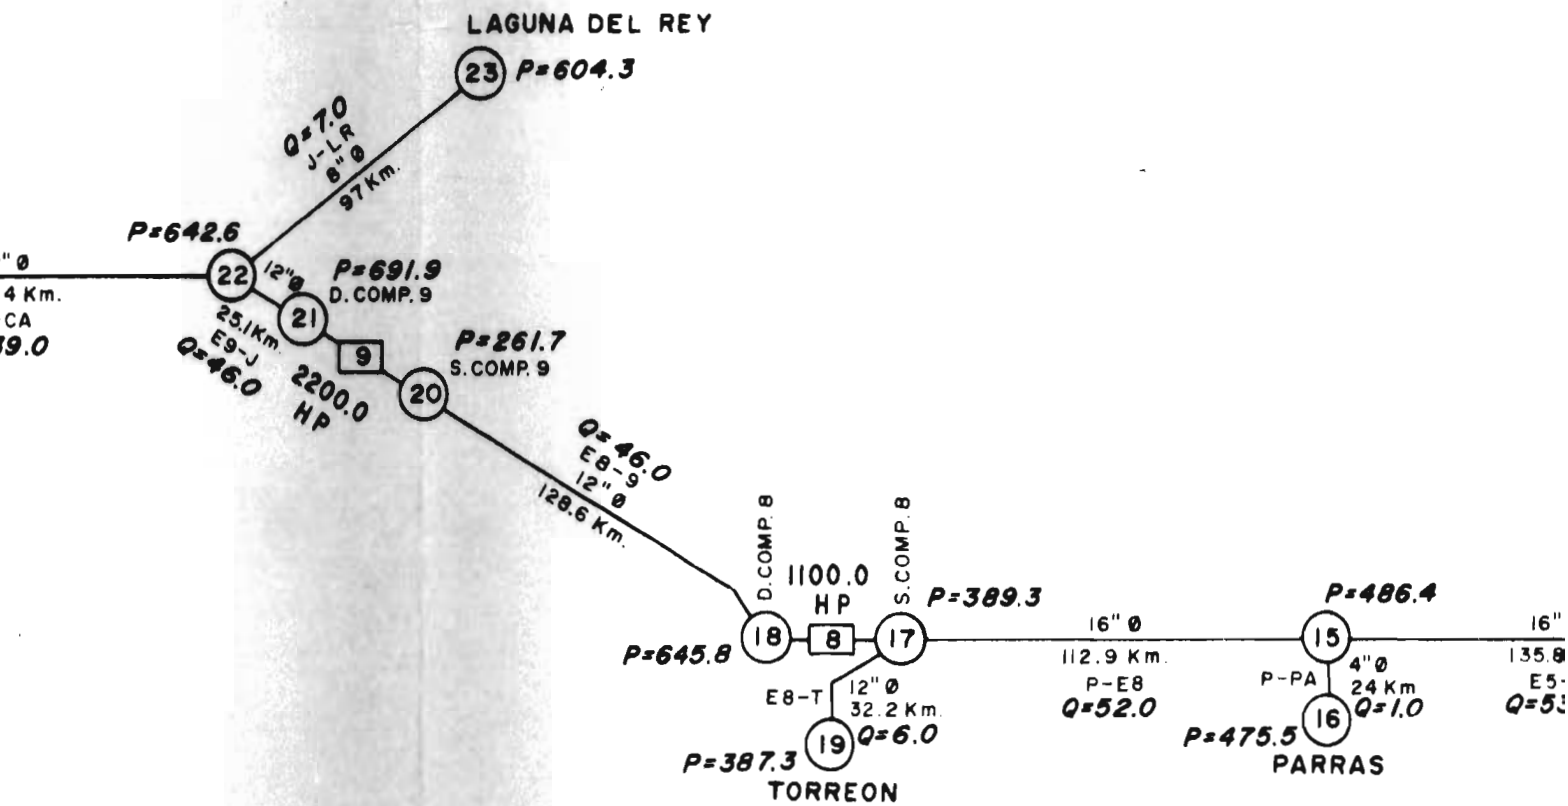 LAGUNA DEL REY
23
P=604.3
Q=7.0
J-LR
8"Ø
97 Km.
P=642.6
"Ø
4 Km.
CA
39.0
22
12"Ø
P=691.9
D. COMP. 9
21
25.1Km.
E9-J
Q=46.0
9
2200.0
HP
P=261.7
S. COMP. 9
20
Q=46.0
E8-9
12"Ø
128.6 Km.
D. COMP. 8
1100.0
HP
S. COMP. 8
P=389.3
18
8
17
P=645.8
E8-T
12"Ø
32.2 Km.
Q=6.0
19
P=387.3
TORREON
16"Ø
112.9 Km.
P-E8
Q=52.0
P=486.4
15
P-PA
4"Ø
24 Km
Q=1.0
16
P=475.5
PARRAS
16"
135.8
E5-
Q=53